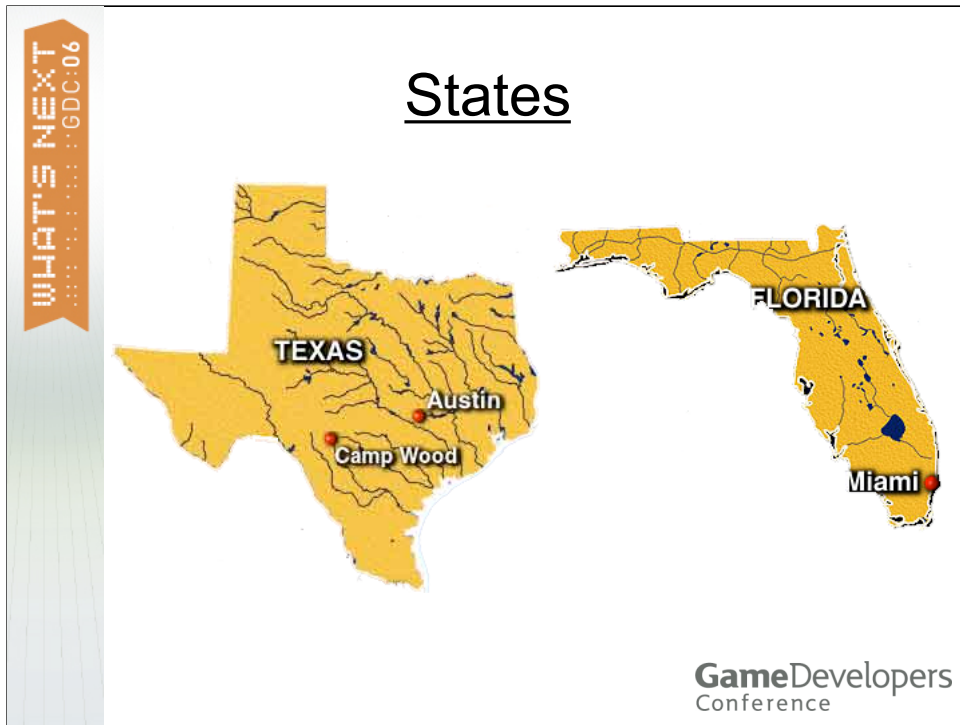 WHAT'S NEXT
GDC:06
States
TEXAS
Austin
Camp Wood
FLORIDA
Miami
GameDevelopers
Conference